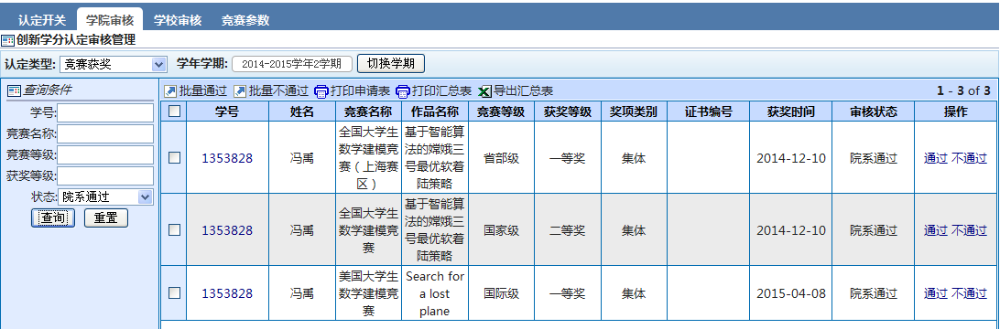 认定开关 学院审核 学校审核 竞赛参数
创新学分认定审核管理
认定类型: 竞赛获奖 学年学期: 2014-2015学年2学期 切换学期
查询条件
学号:
竞赛名称:
竞赛等级:
获奖等级:
状态: 院系通过
查询 重置
批量通过 批量不通过 打印申请表 打印汇总表 导出汇总表 1 - 3 of 3
学号 姓名 竞赛名称 作品名称 竞赛等级 获奖等级 奖项类别 证书编号 获奖时间 审核状态 操作
1353828 冯禹 全国大学生数学建模竞赛（上海赛区） 基于智能算法的嫦娥三号最优软着陆策略 省部级 一等奖 集体 2014-12-10 院系通过 通过 不通过
1353828 冯禹 全国大学生数学建模竞赛 基于智能算法的嫦娥三号最优软着陆策略 国家级 二等奖 集体 2014-12-10 院系通过 通过 不通过
1353828 冯禹 美国大学生数学建模竞赛 Search for a lost plane 国际级 一等奖 集体 2015-04-08 院系通过 通过 不通过